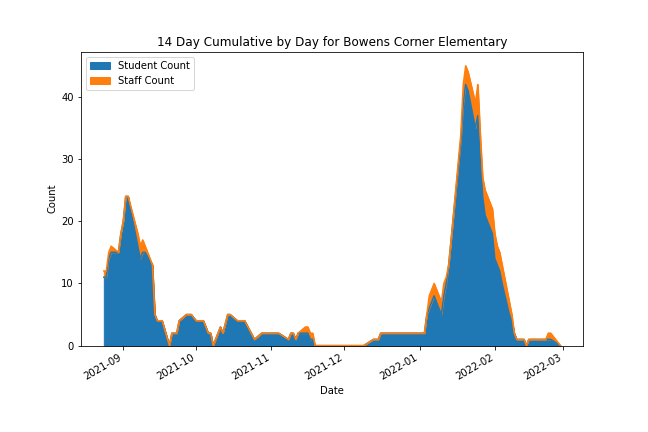 14 Day Cumulative by Day for Bowens Corner Elementary
Student Count
Staff Count
Count
40
30
20
10
0
2021-09
2021-10
2021-11
2021-12
2022-01
2022-02
2022-03
Date